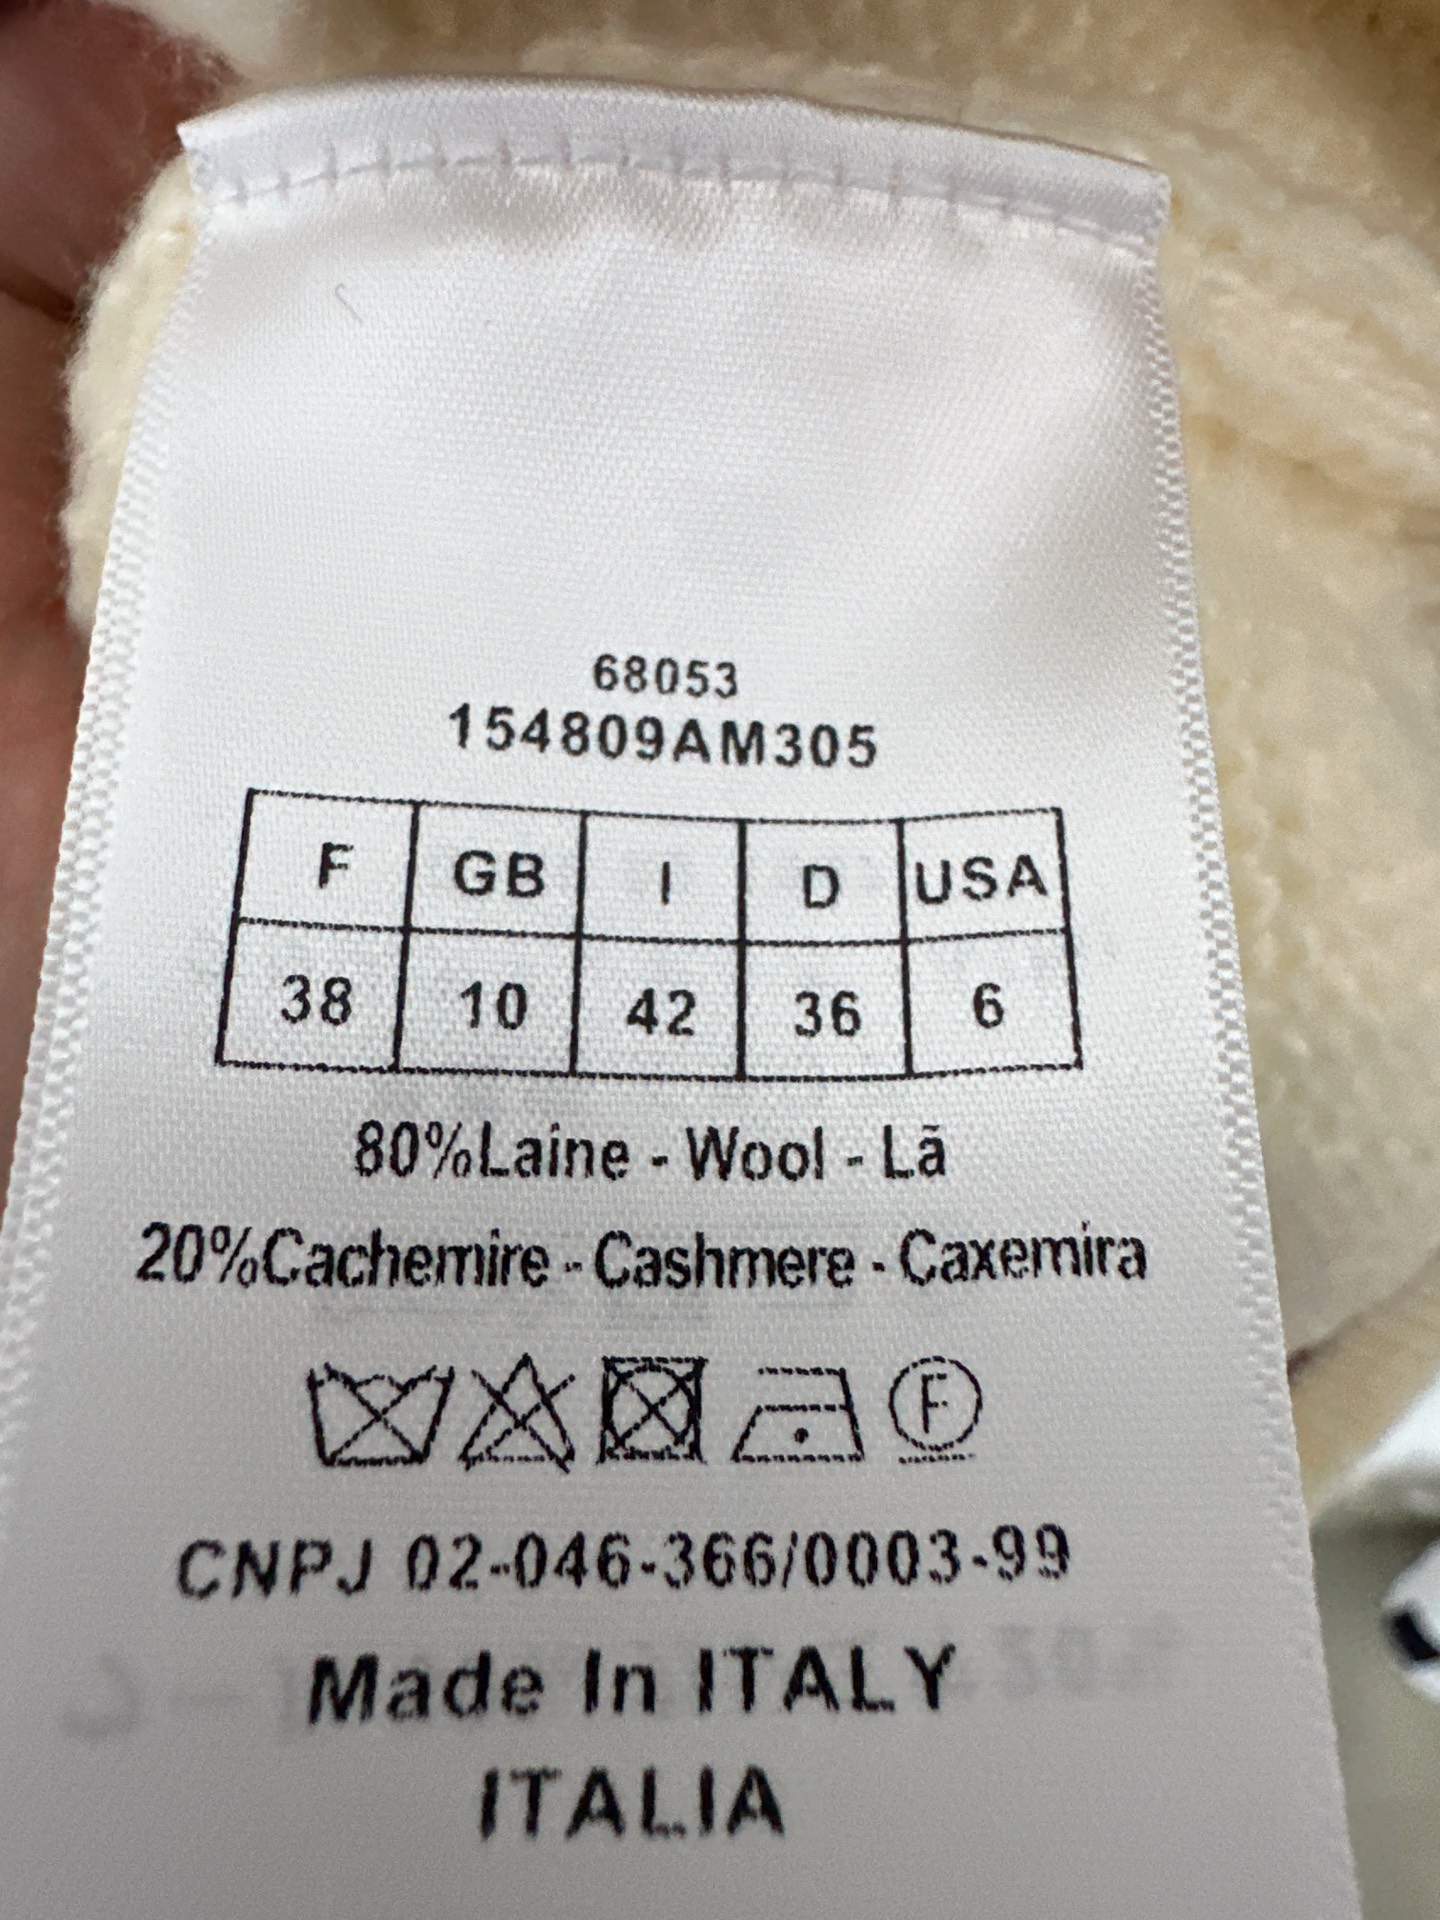 68053
154809AM305
F GB I D USA
38 10 42 36 6
80%Laine - Wool - Lã
20%Cachemire - Cashmere - Caxemira
F
CNPJ 02-046-366/0003-99
Made In ITALY
ITALIA